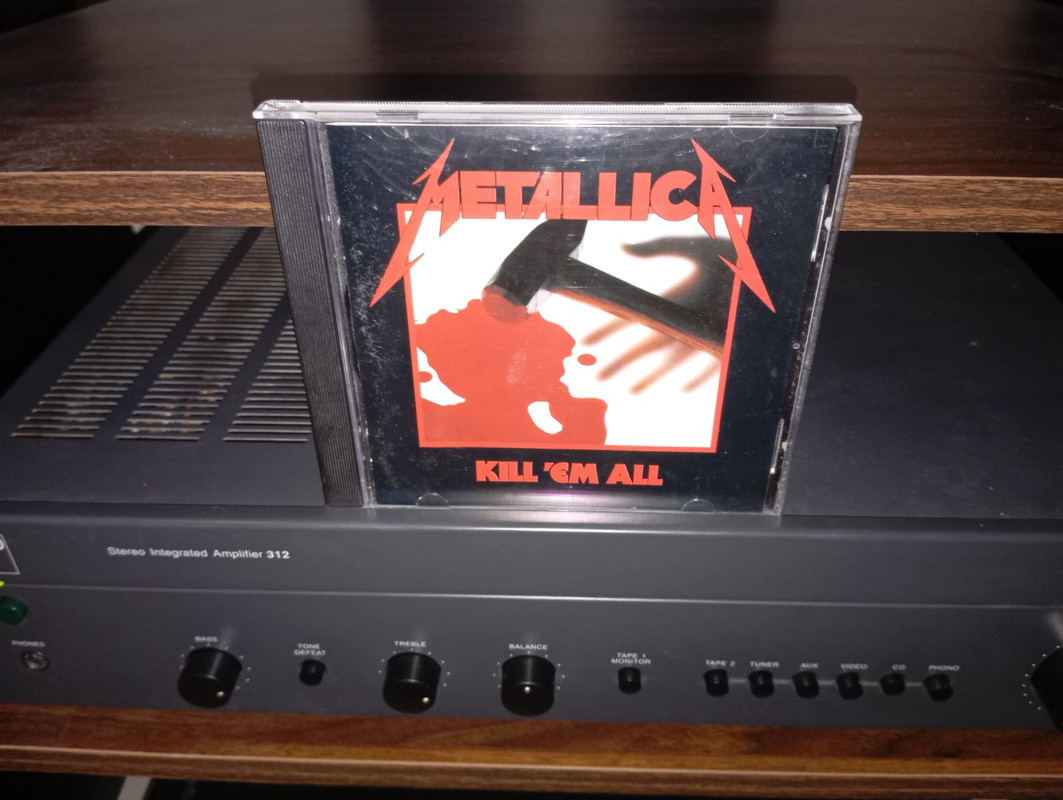 METALLICA
KILL 'EM ALL
Stereo Integrated Amplifier 312
PHONES
BASS
TONE
DEFEAT
TREBLE
BALANCE
TAPE 1
MONITOR
TAPE 2
TUNER
AUX
VIDEO
CD
PHONO